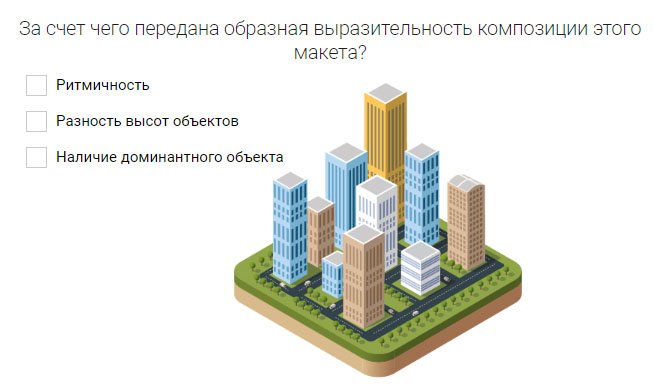 За счет чего передана образная выразительность композиции этого
макета?
Ритмичность
Разность высот объектов
Наличие доминантного объекта